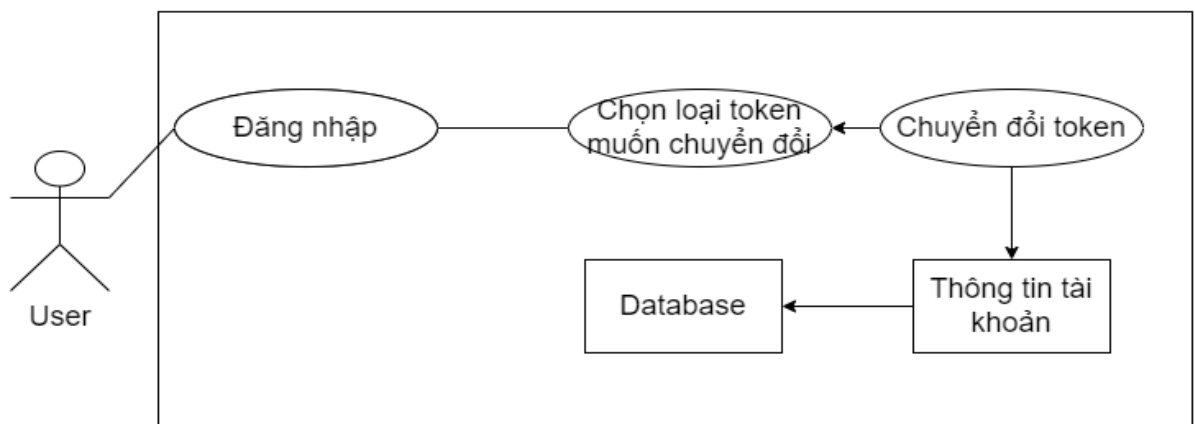 Đăng nhập
Chọn loại token
muốn chuyển đổi
Chuyển đổi token
User
Database
Thông tin tài
khoản